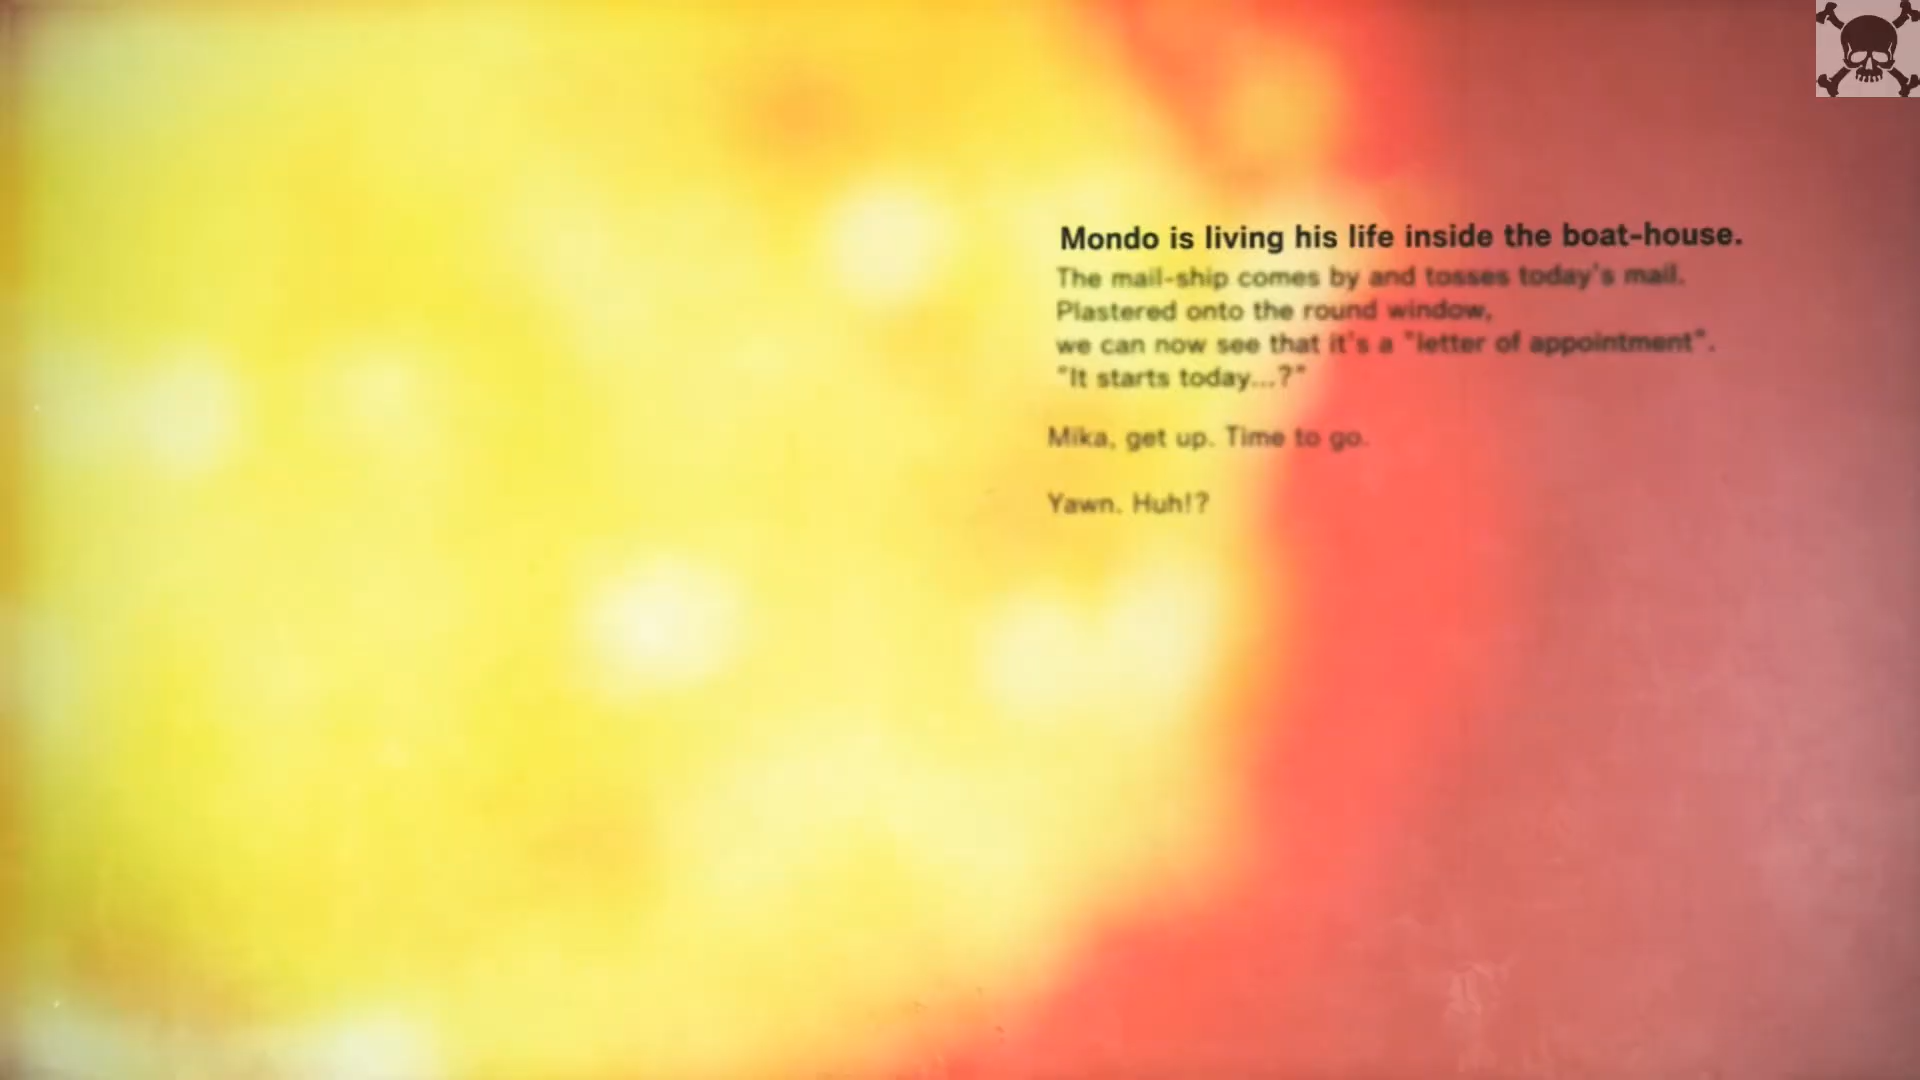 Mondo is living his life inside the boat-house.
The mail-ship comes by and tosses today's mail.
Plastered onto the round window,
we can now see that it's a "letter of appointment".
"It starts today...?"
Mika, get up. Time to go.
Yawn. Huh!?